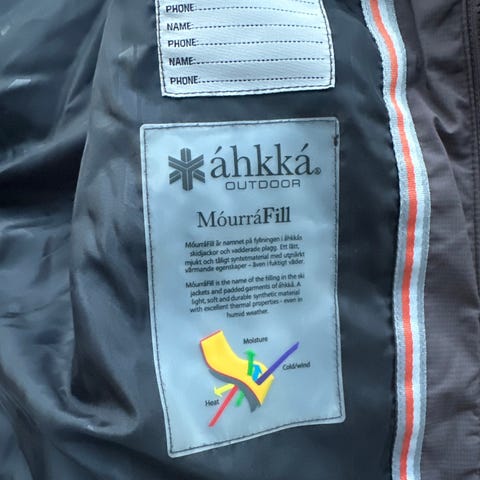 PHONE:
NAME:
PHONE:
NAME:
PHONE:
áhkká®
OUTDOOR
MóurráFill
MóurráFill är namnet på fyllningen i áhkkás
skidjackor och vadderade plagg. Ett lätt,
mjukt och tåligt syntetmaterial med utmärkt
värmande egenskaper – även i fuktigt väder.
MóurráFill is the name of the filling in the ski
jackets and padded garments of áhkká. A
light, soft and durable synthetic material
with excellent thermal properties - even in
humid weather.
Moisture
Cold/wind
Heat